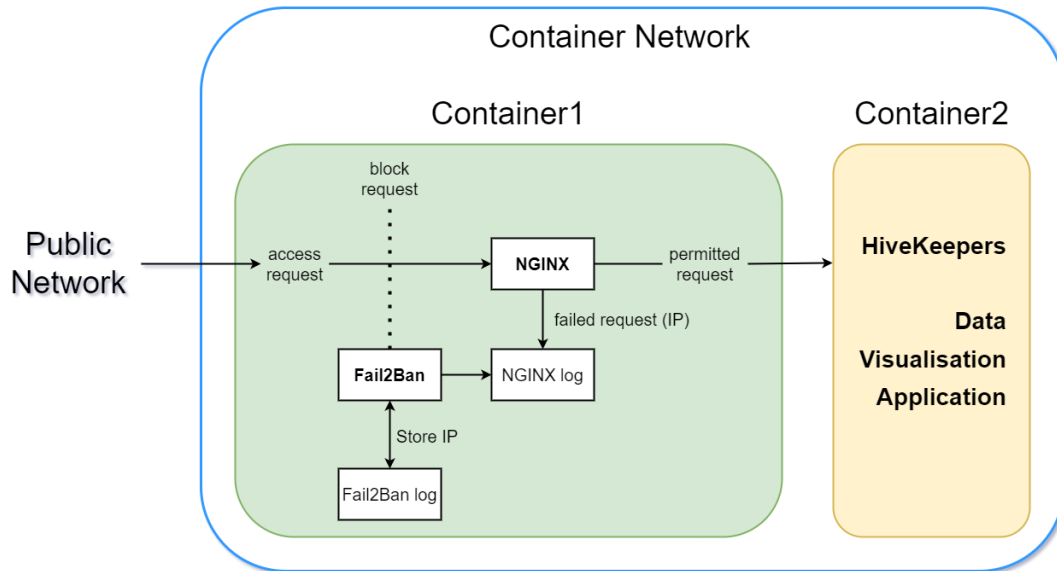 Container Network
Container1
Container2
block
request
Public
Network
access
request
NGINX
permitted
request
HiveKeepers
failed request (IP)
Data
Visualisation
Application
Fail2Ban
NGINX log
Store IP
Fail2Ban log